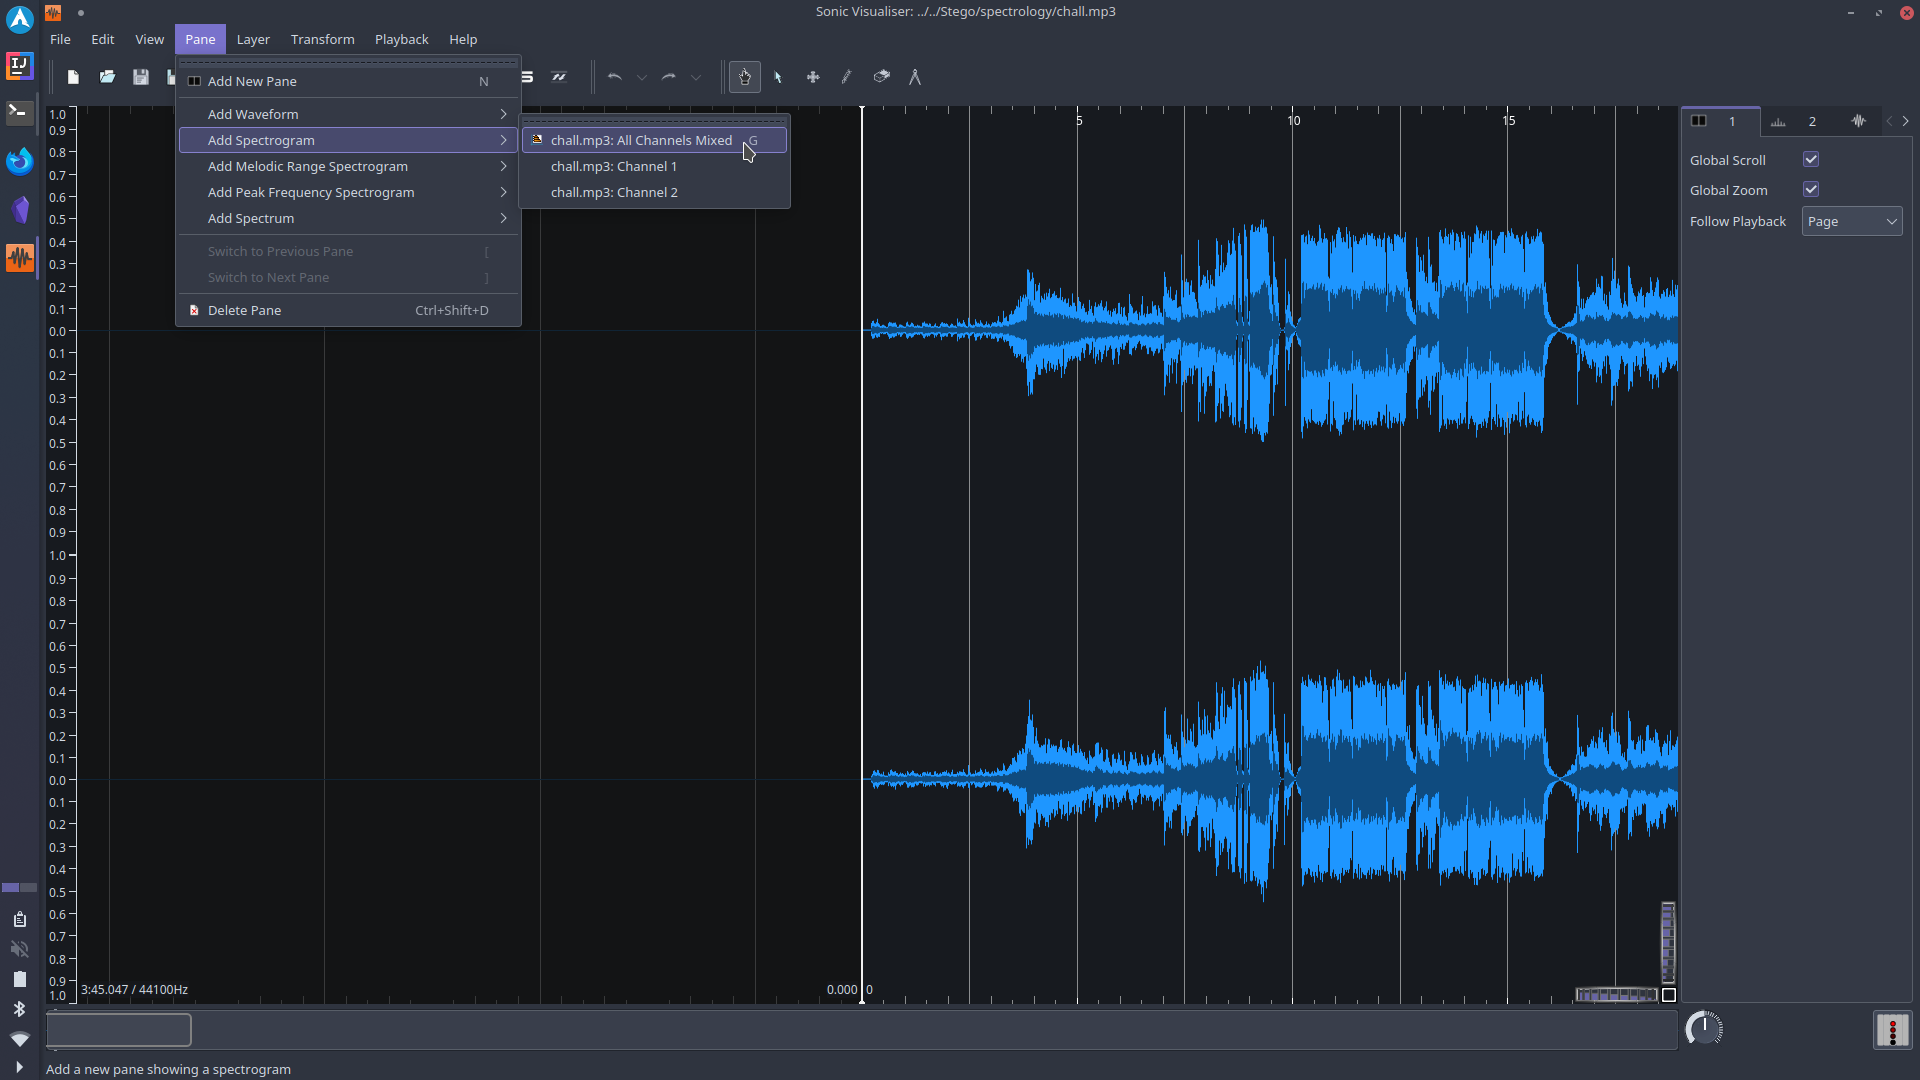 Sonic Visualiser: ../../Stego/spectrology/chall.mp3
File Edit View Pane Layer Transform Playback Help
Add New Pane N
Add Waveform
Add Spectrogram
Add Melodic Range Spectrogram
Add Peak Frequency Spectrogram
Add Spectrum
Switch to Previous Pane [
Switch to Next Pane ]
Delete Pane Ctrl+Shift+D
chall.mp3: All Channels Mixed G
chall.mp3: Channel 1
chall.mp3: Channel 2
1.0
0.9
0.8
0.7
0.6
0.5
0.4
0.3
0.2
0.1
0.0
0.1
0.2
0.3
0.4
0.5
0.6
0.7
0.8
0.9
1.0
0.9
0.8
0.7
0.6
0.5
0.4
0.3
0.2
0.1
0.0
0.1
0.2
0.3
0.4
0.5
0.6
0.7
0.8
0.9
1.0
5 10 15
3:45.047 / 44100Hz
0.000 0
1 2
Global Scroll
Global Zoom
Follow Playback Page
IJ
Add a new pane showing a spectrogram